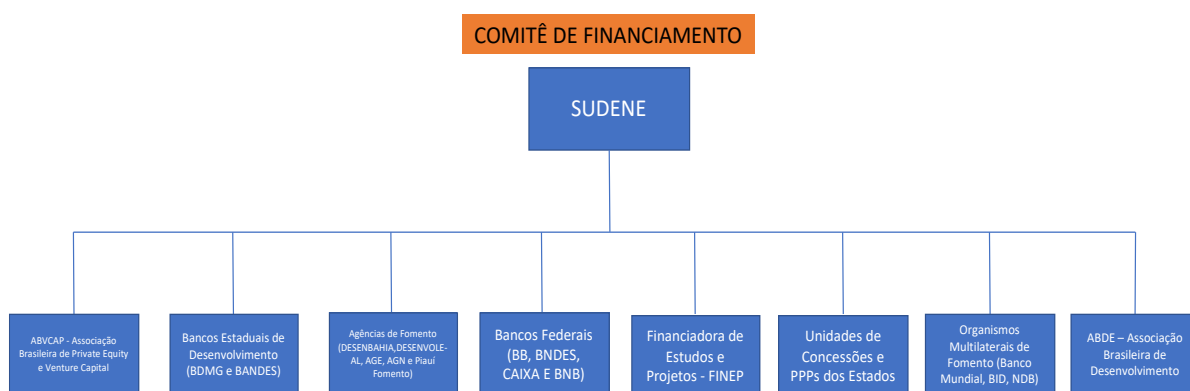 COMITÊ DE FINANCIAMENTO
SUDENE
ABVCAP - Associação
Brasileira de Private Equity
e Venture Capital
Bancos Estaduais de
Desenvolvimento
(BDMG e BANDES)
Agências de Fomento
(DESENBAHIA,DESENVOLE-
AL, AGE, AGN e Piauí
Fomento)
Bancos Federais
(BB, BNDES,
CAIXA E BNB)
Financiadora de
Estudos e
Projetos - FINEP
Unidades de
Concessões e
PPPs dos Estados
Organismos
Multilaterais de
Fomento (Banco
Mundial, BID, NDB)
ABDE – Associação
Brasileira de
Desenvolvimento